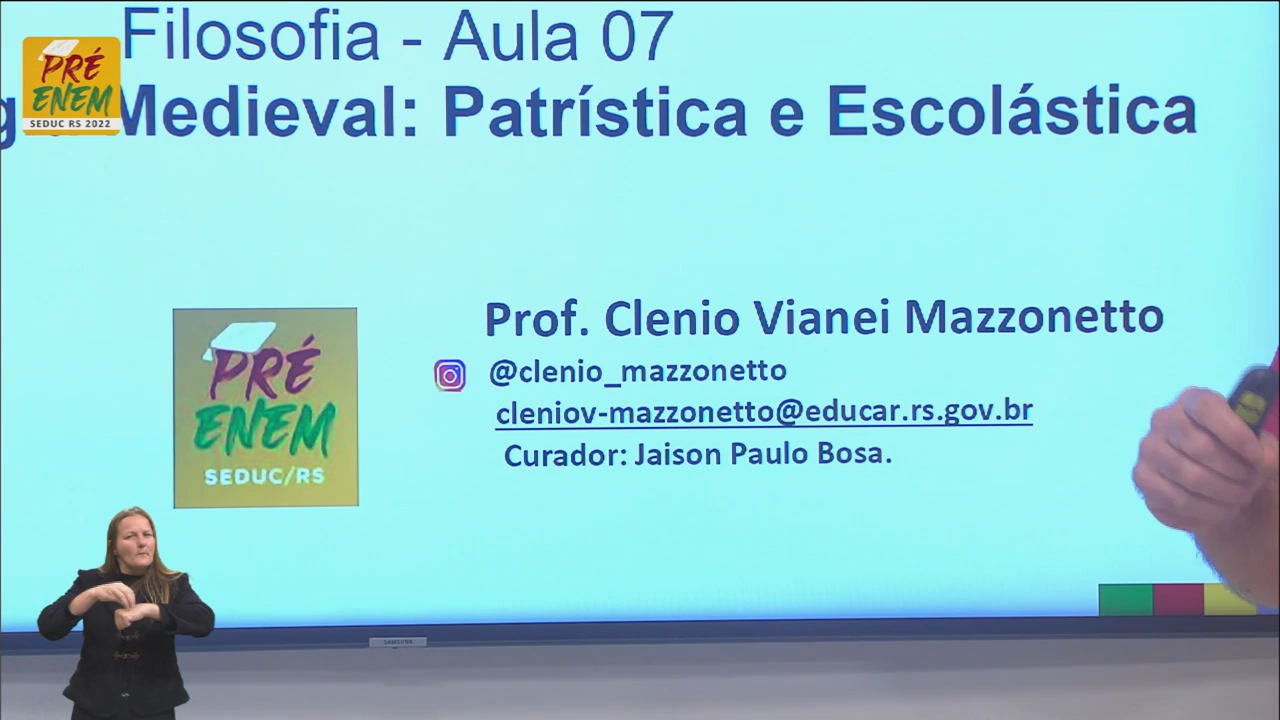 Filosofia - Aula 07
Medieval: Patrística e Escolástica
PRÉ
ENEM
SEDUC RS 2022
Prof. Clenio Vianei Mazzonetto
@clenio_mazzonetto
cleniov-mazzonetto@educar.rs.gov.br
Curador: Jaison Paulo Bosa.
PRÉ
ENEM
SEDUC/RS
SAMSUNG